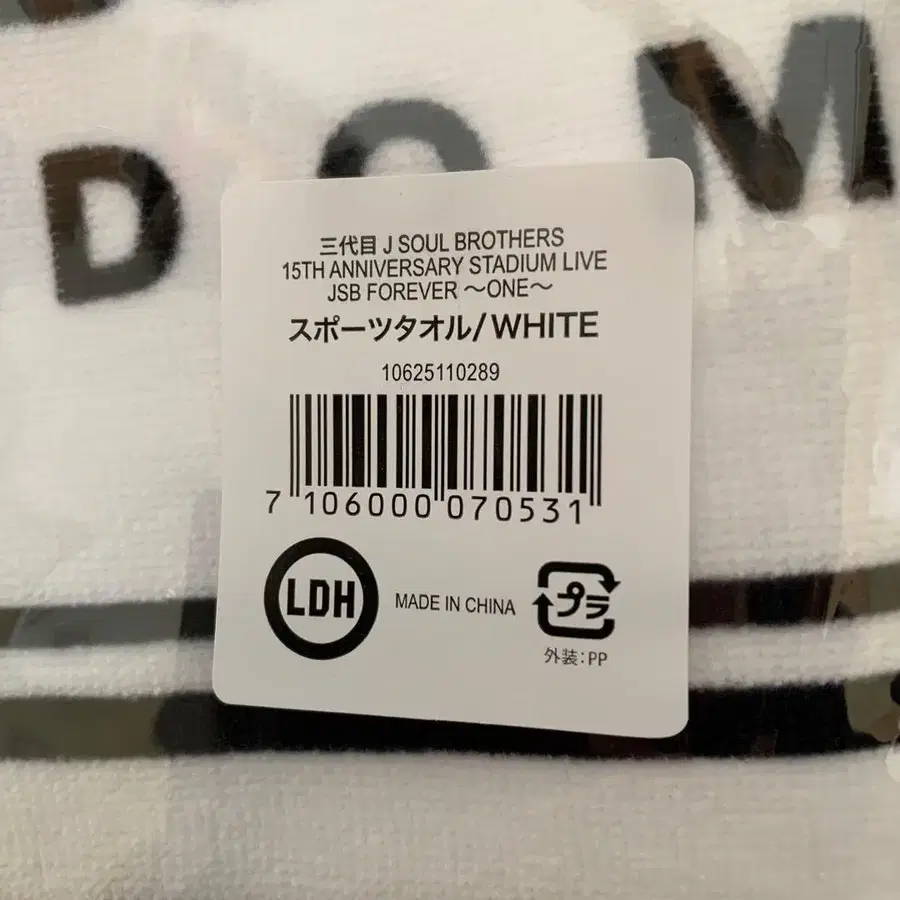 DOM
三代目 J SOUL BROTHERS
15TH ANNIVERSARY STADIUM LIVE
JSB FOREVER ～ONE～
スポーツタオル/WHITE
10625110289
7 106000 070531
LDH
MADE IN CHINA
プラ
外装:PP